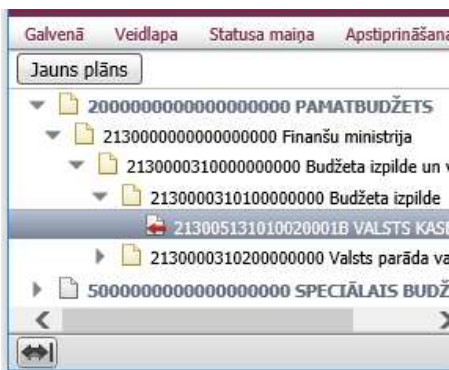 Galvenā Veidlapa Statusa maiņa Apstiprināšana
Jauns plāns
2000000000000000000 PAMATBUDŽETS
2130000000000000000 Finanšu ministrija
2130000310000000000 Budžeta izpilde un v
2130000310100000000 Budžeta izpilde
213005131010020001B VALSTS KASE
2130000310200000000 Valsts parāda va
5000000000000000000 SPECIĀLAIS BUDŽ